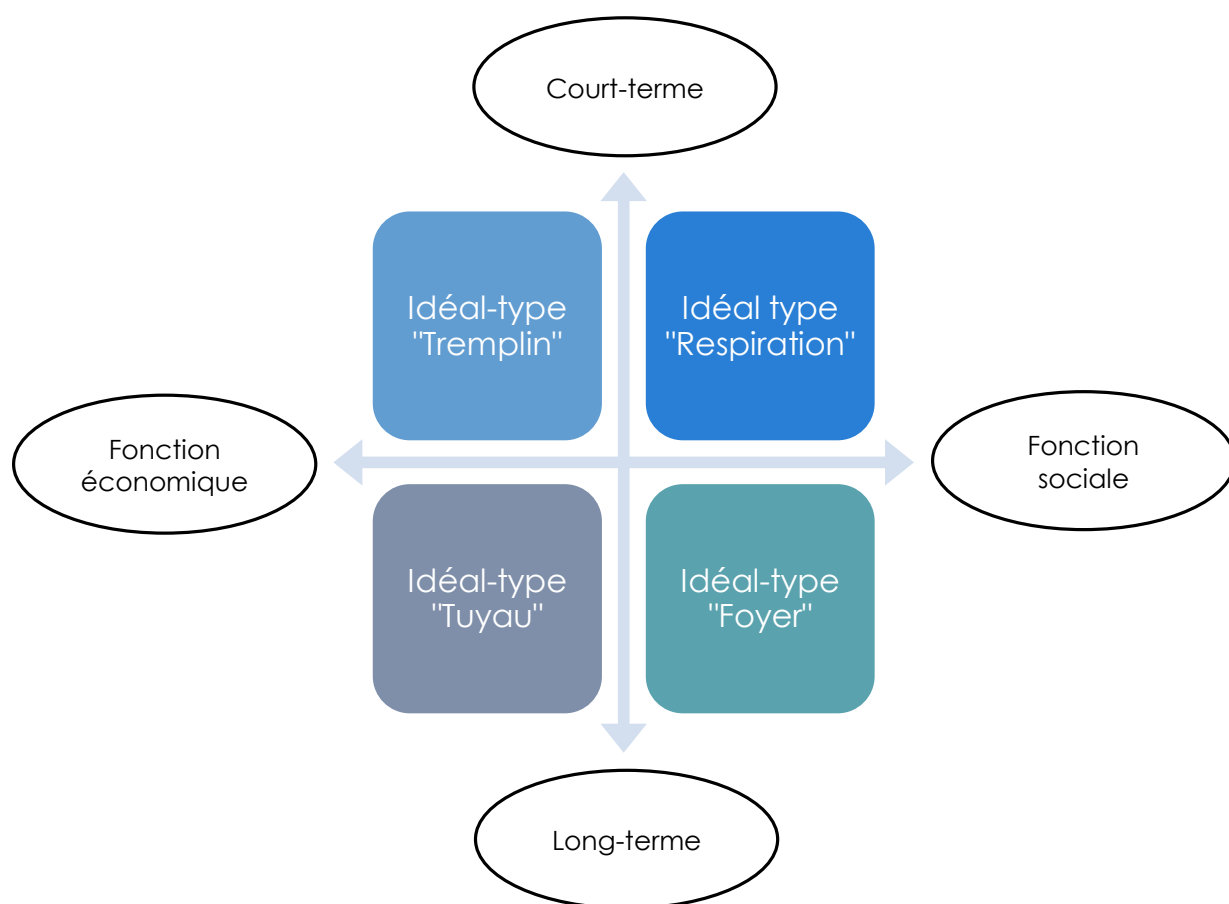 Court-terme
Idéal-type
"Tremplin"
Idéal type
"Respiration"
Fonction
économique
Fonction
sociale
Idéal-type
"Tuyau"
Idéal-type
"Foyer"
Long-terme